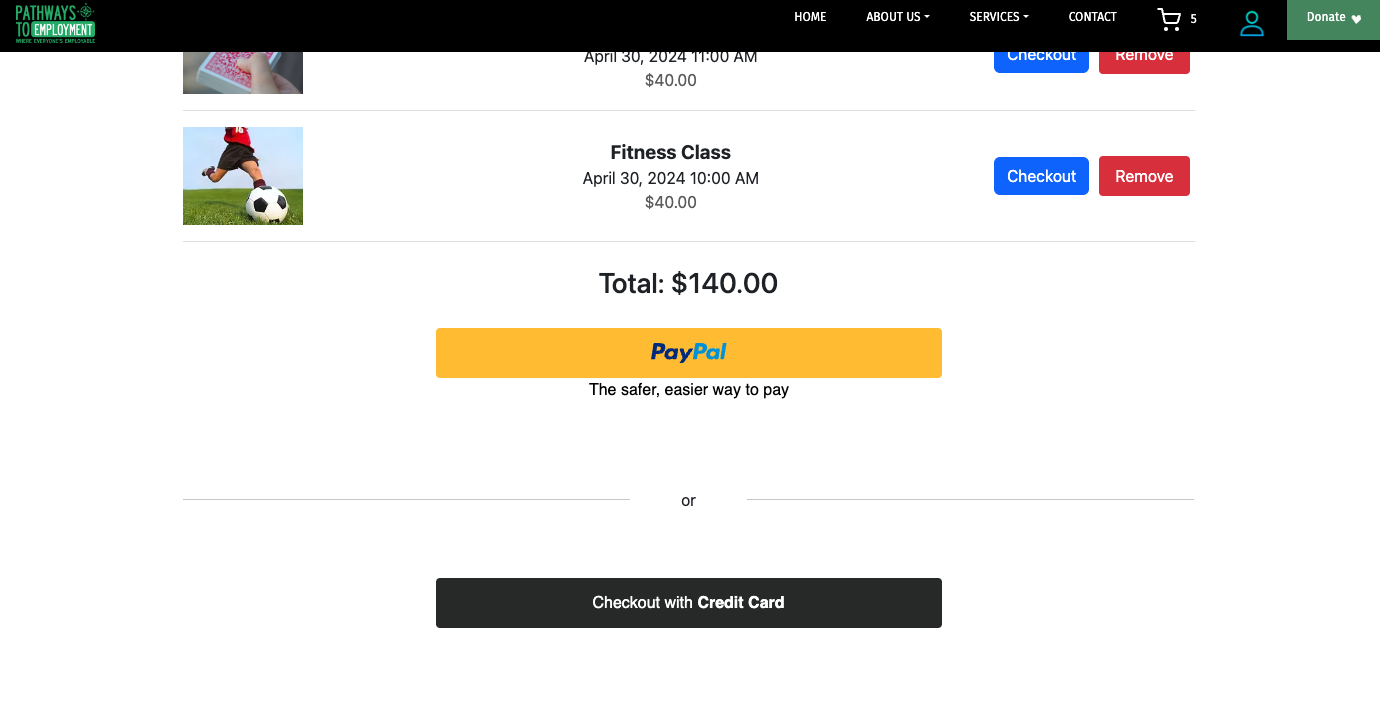 PATHWAYS
TO EMPLOYMENT
WHERE EVERYONE'S EMPLOYABLE
HOME
ABOUT US
SERVICES
CONTACT
5
Donate
April 30, 2024 11:00 AM
$40.00
Checkout
Remove
Fitness Class
April 30, 2024 10:00 AM
$40.00
Checkout
Remove
Total: $140.00
PayPal
The safer, easier way to pay
or
Checkout with Credit Card